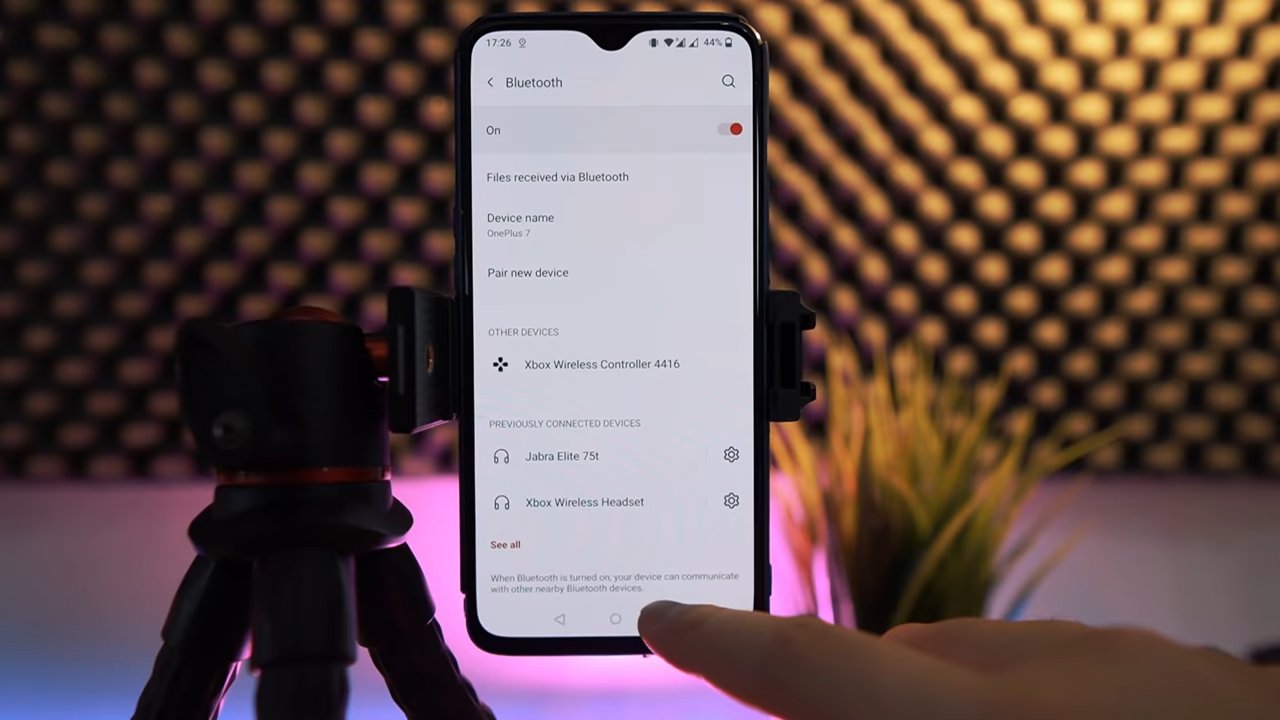 17:26
44%
Bluetooth
On
Files received via Bluetooth
Device name
OnePlus 7
Pair new device
OTHER DEVICES
Xbox Wireless Controller 4416
PREVIOUSLY CONNECTED DEVICES
Jabra Elite 75t
Xbox Wireless Headset
See all
When Bluetooth is turned on, your device can communicate
with other nearby Bluetooth devices.